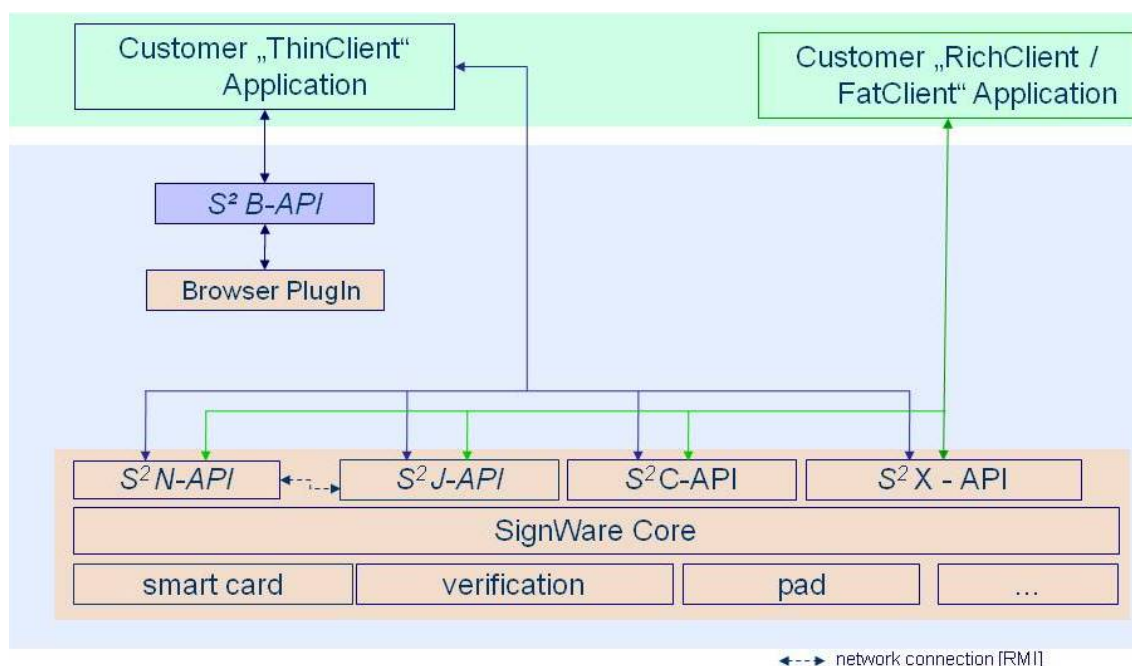 Customer „ThinClient“
Application
Customer „RichClient /
FatClient“ Application
S² B-API
Browser PlugIn
S² N-API
S² J-API
S² C-API
S² X - API
SignWare Core
smart card
verification
pad
...
network connection [RMI]